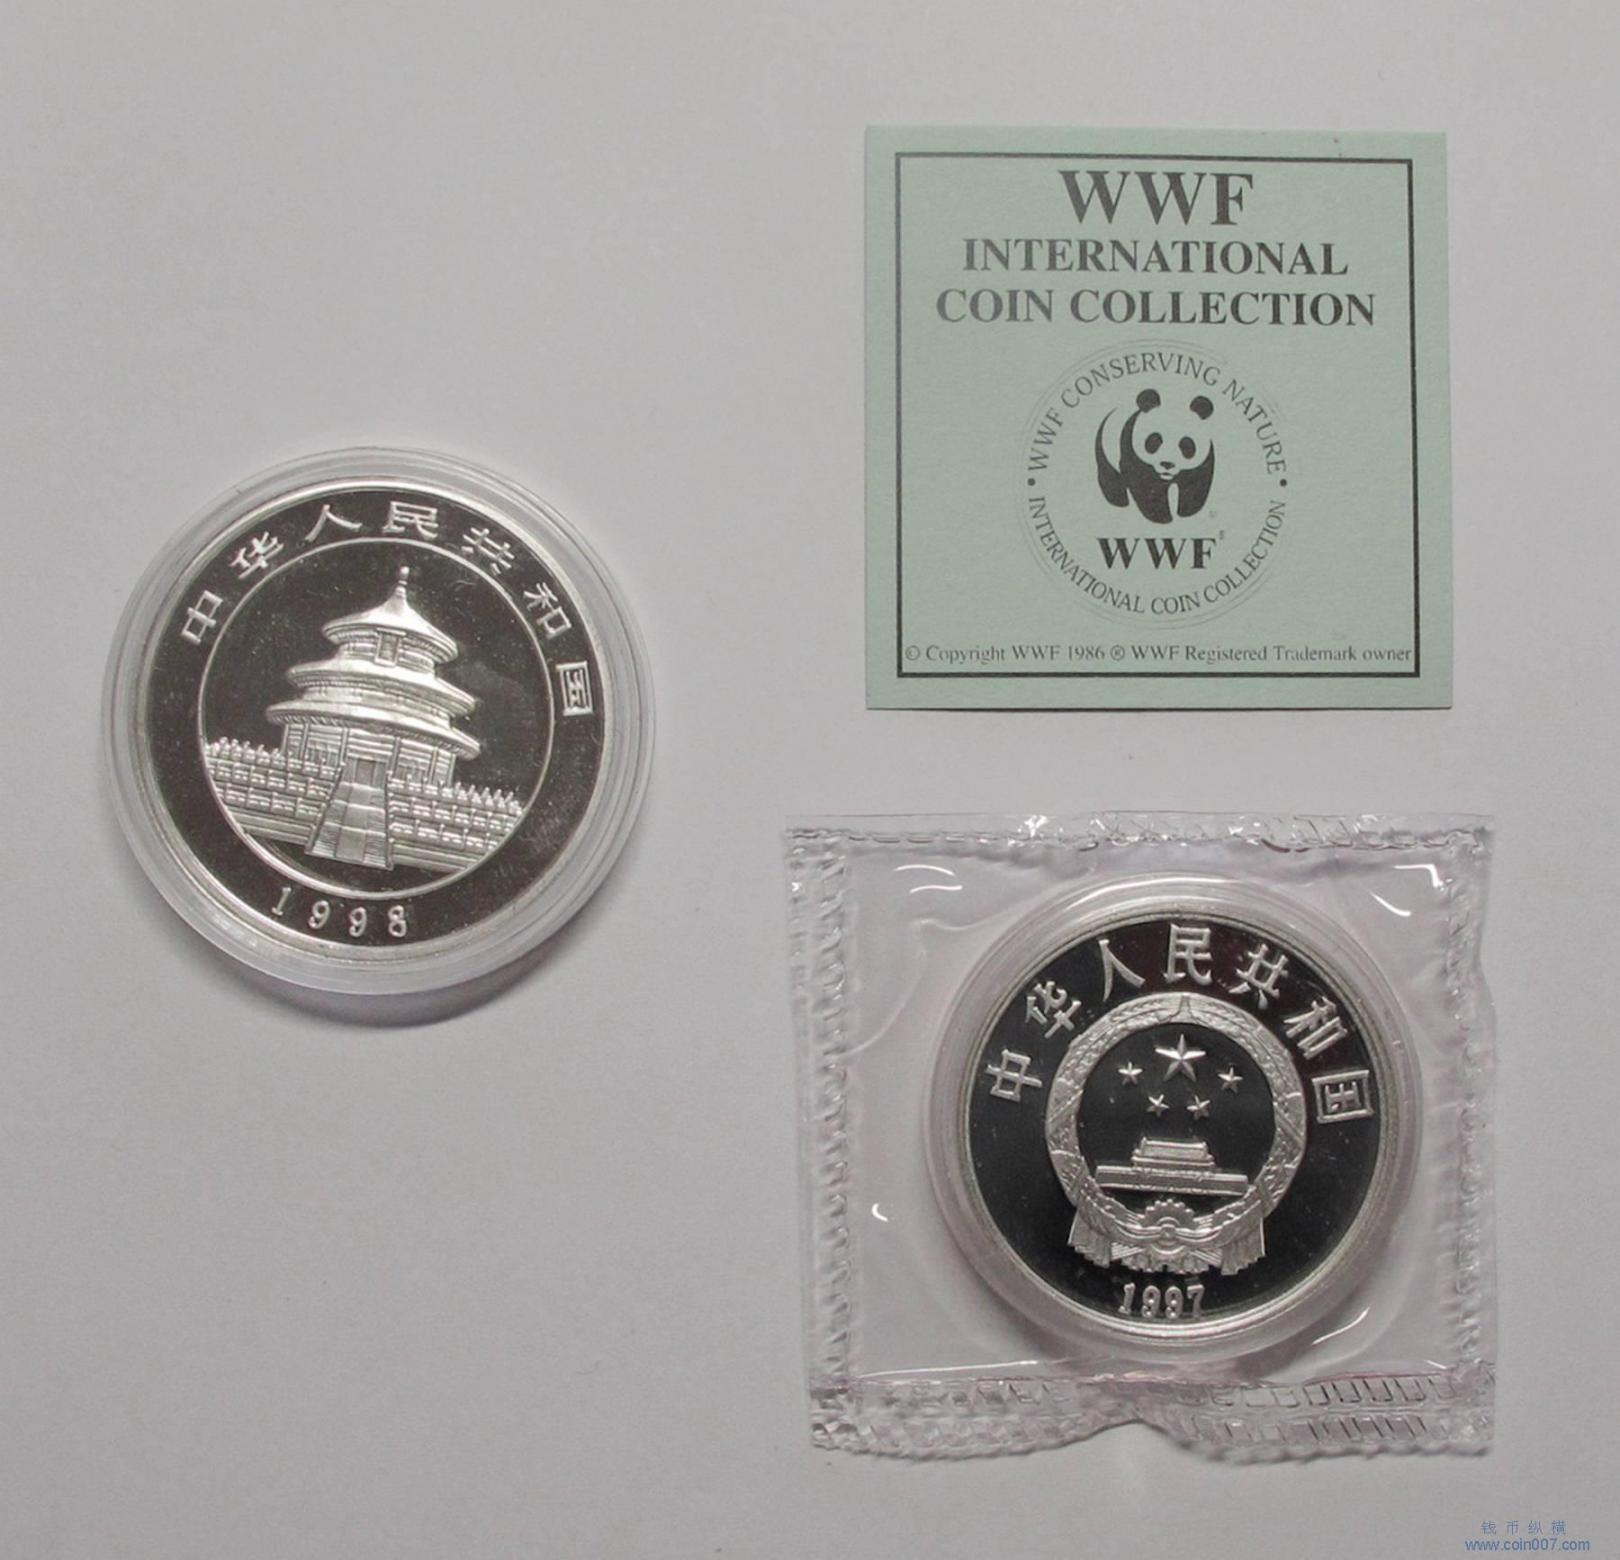 WWF
INTERNATIONAL
COIN COLLECTION
• WWF CONSERVING NATURE •
INTERNATIONAL COIN COLLECTION
WWF®
© Copyright WWF 1986 ® WWF Registered Trademark owner
中华人民共和国
1998
中华人民共和国
1997
钱币纵横
www.coin007.com